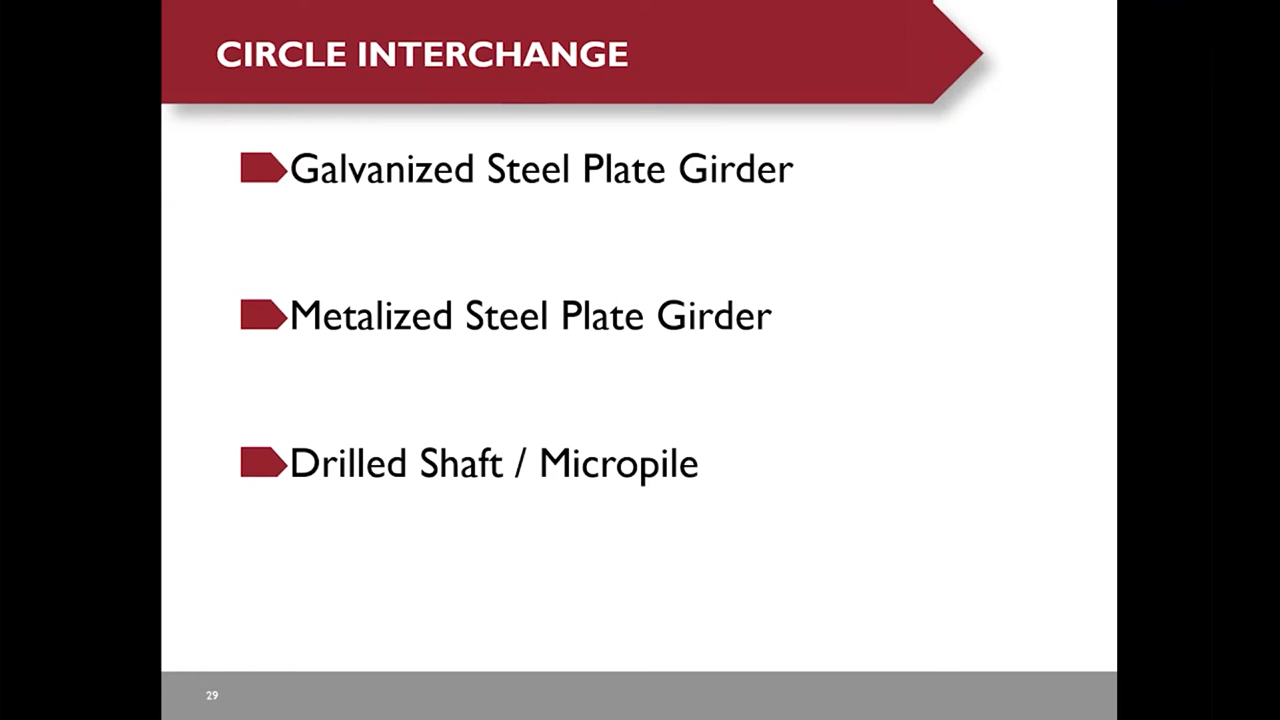 CIRCLE INTERCHANGE
Galvanized Steel Plate Girder
Metalized Steel Plate Girder
Drilled Shaft / Micropile
29